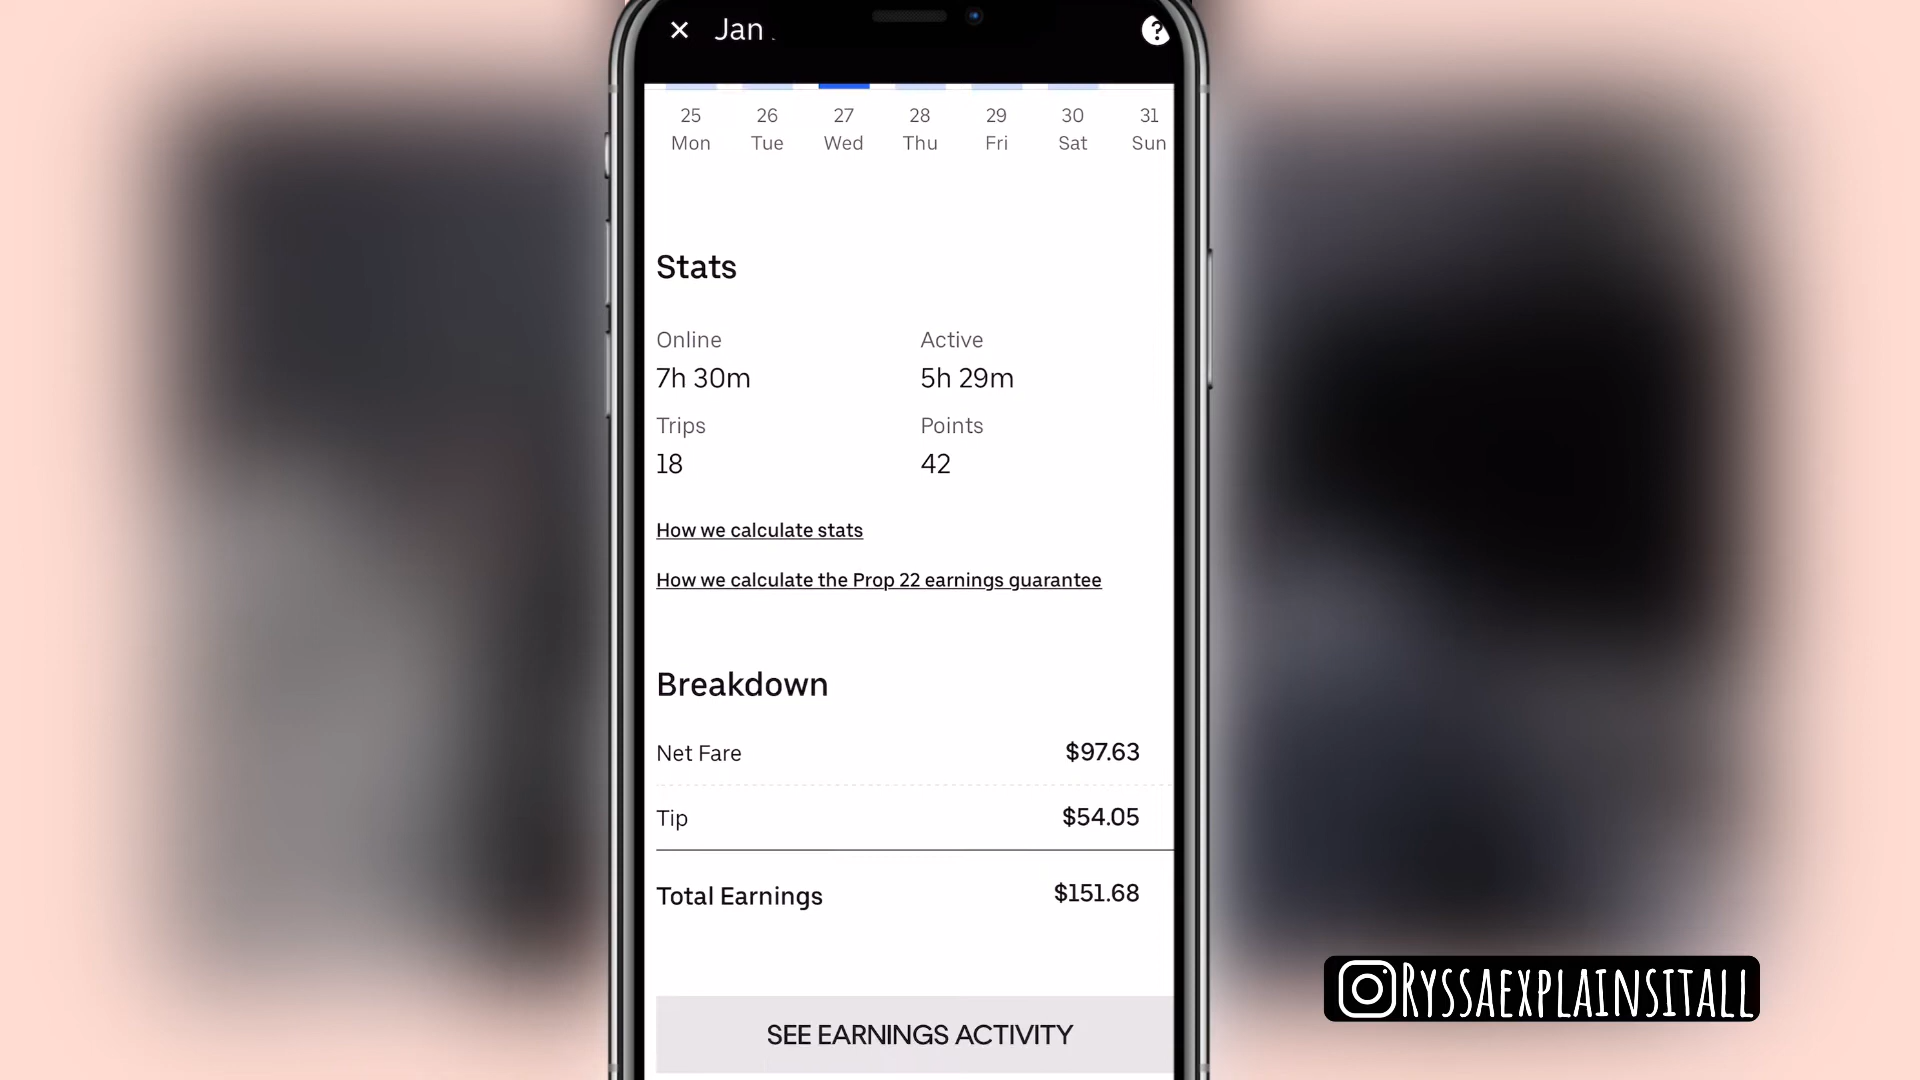 × Jan
?
25 26 27 28 29 30 31
Mon Tue Wed Thu Fri Sat Sun
Stats
Online Active
7h 30m 5h 29m
Trips Points
18 42
How we calculate stats
How we calculate the Prop 22 earnings guarantee
Breakdown
Net Fare $97.63
Tip $54.05
Total Earnings $151.68
SEE EARNINGS ACTIVITY
RYSSAEXPLAINSITALL